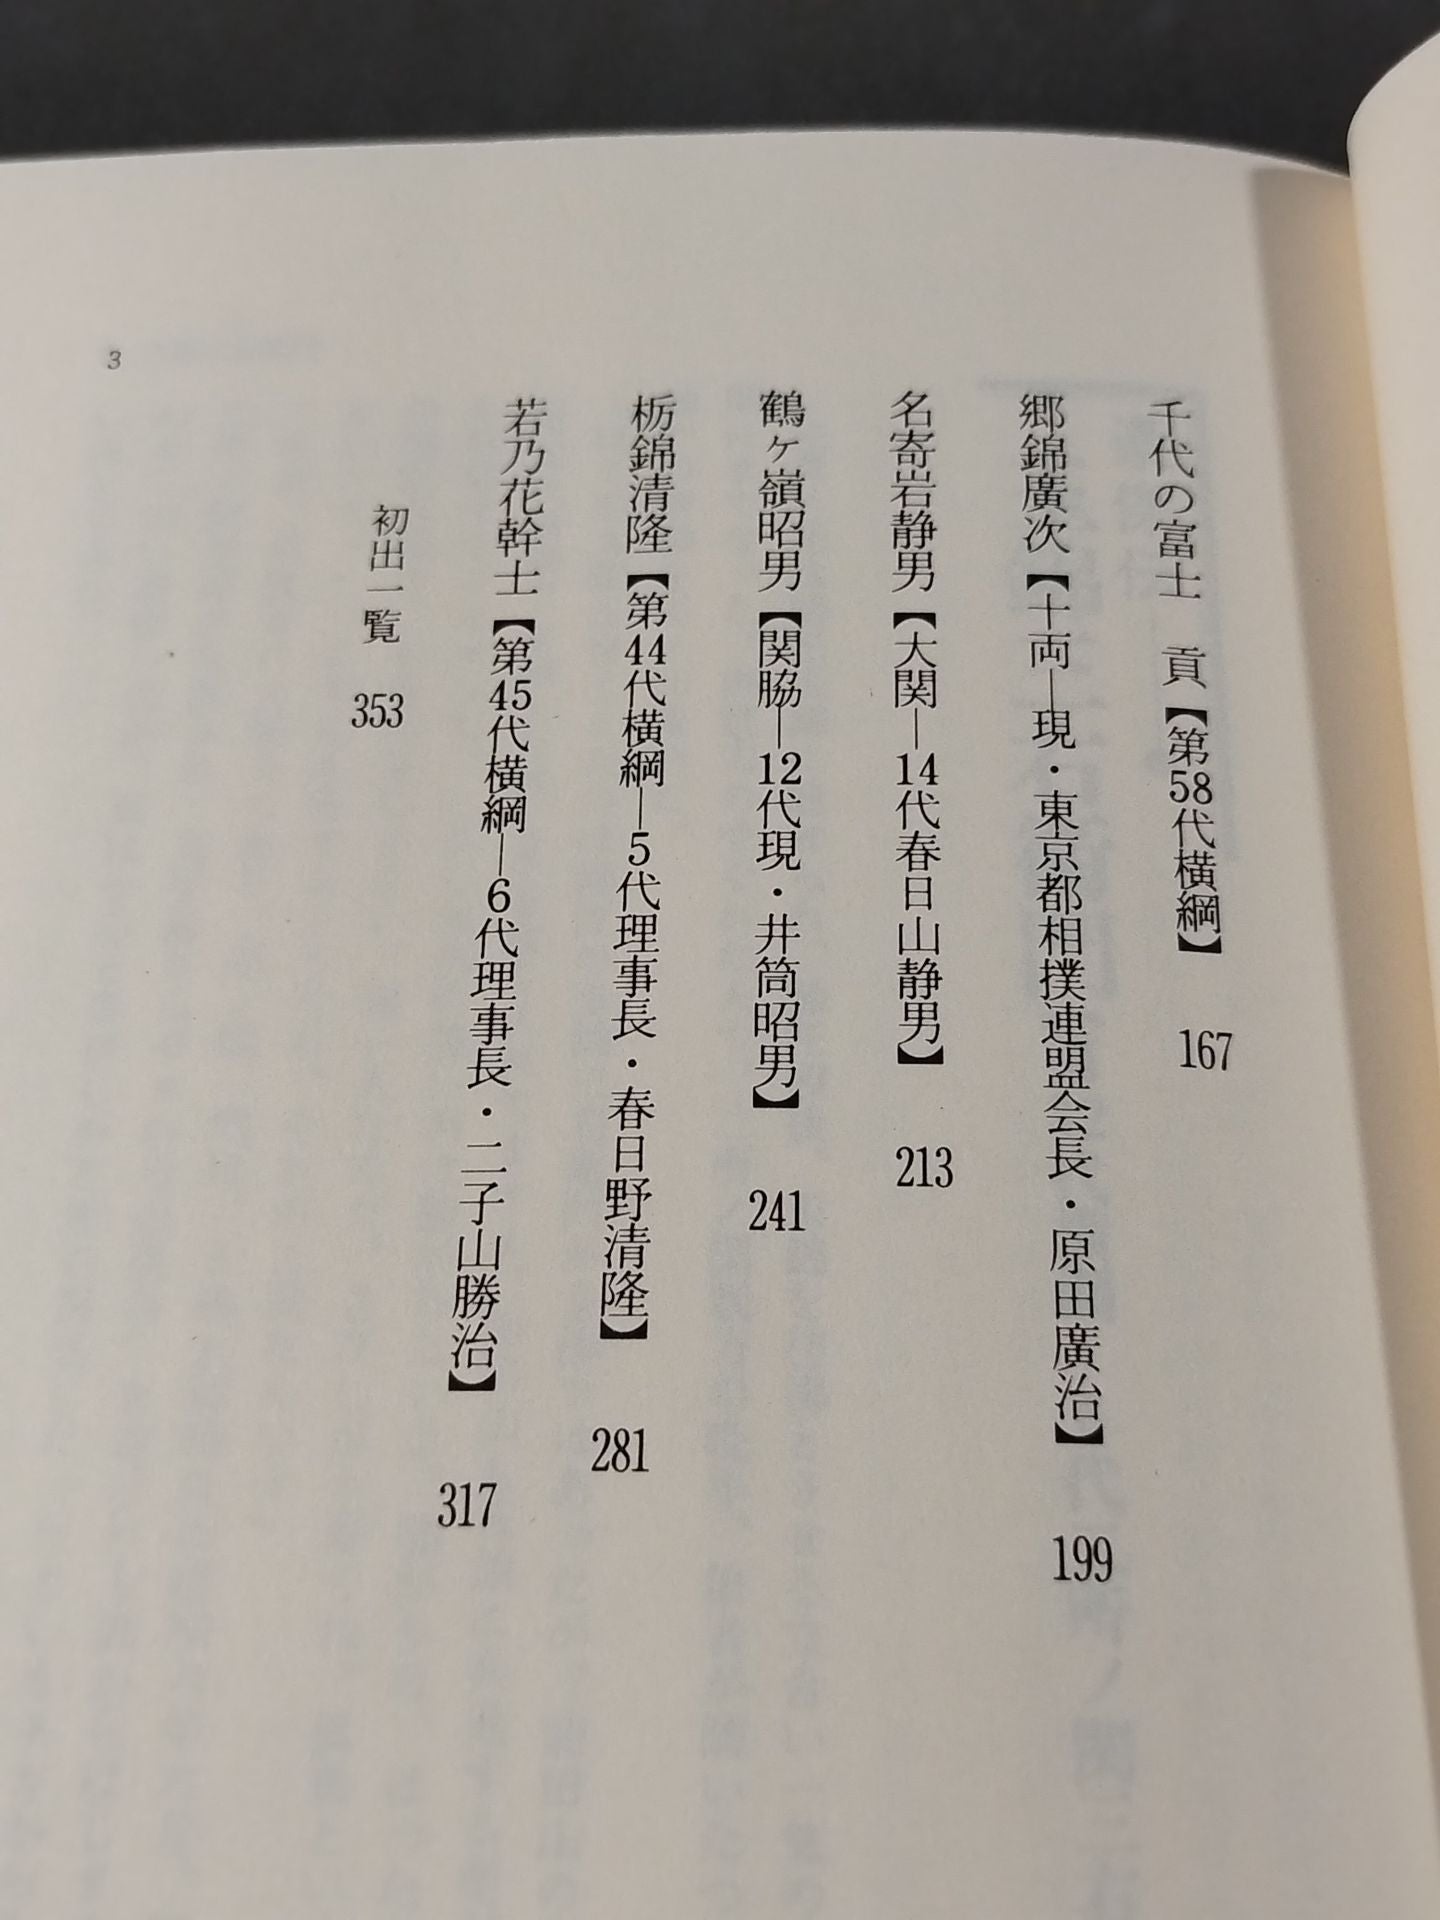 千代の富士　貢【第58代横綱】　167
郷錦廣次【十両―現・東京都相撲連盟会長・原田廣治】　199
名寄岩静男【大関―14代春日山静男】　213
鶴ヶ嶺昭男【関脇―12代現・井筒昭男】　241
栃錦清隆【第44代横綱―5代理事長・春日野清隆】　281
若乃花幹士【第45代横綱―6代理事長・二子山勝治】　317
初出一覧　353
3